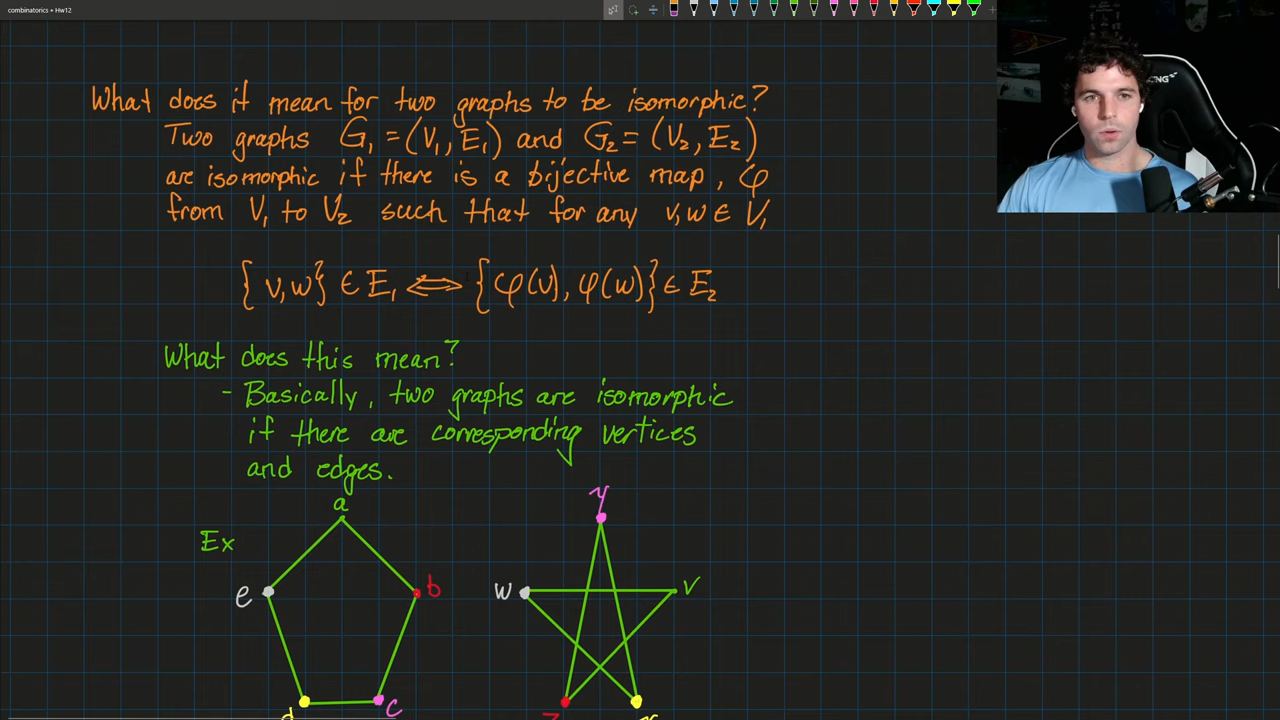 combinatorics • Hw12
What does it mean for two graphs to be isomorphic?
Two graphs G₁ = (V₁, E₁) and G₂ = (V₂, E₂)
are isomorphic if there is a bijective map, φ
from V₁ to V₂ such that for any v,w ∈ V₁
{v,w} ∈ E₁ ⟺ {φ(v), φ(w)} ∈ E₂
What does this mean?
- Basically, two graphs are isomorphic
if there are corresponding vertices
and edges.
Ex
a
y
e
b
w
v
d
c